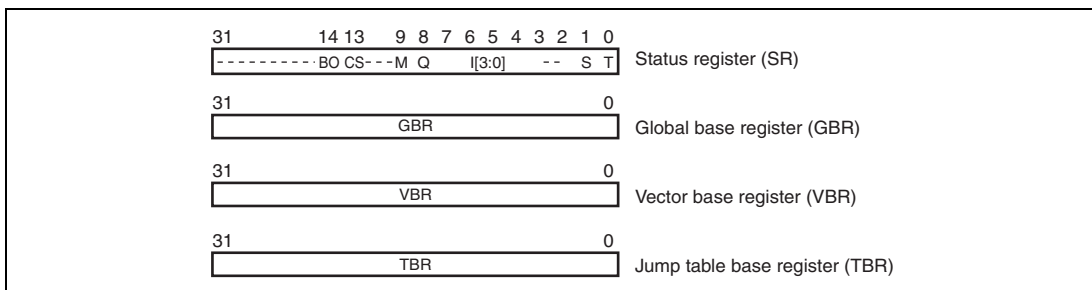 31 14 13 9 8 7 6 5 4 3 2 1 0
---------- BO CS---M Q I[3:0] -- S T Status register (SR)
31 0
GBR Global base register (GBR)
31 0
VBR Vector base register (VBR)
31 0
TBR Jump table base register (TBR)